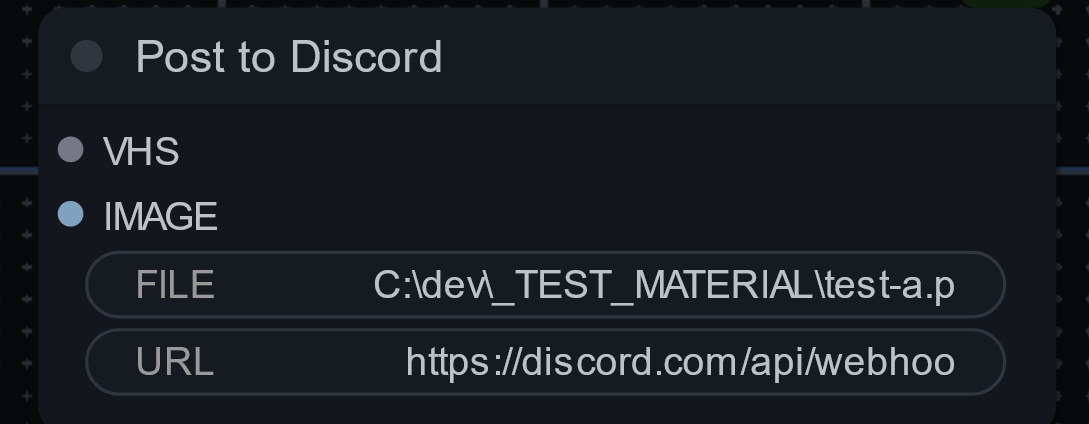 Post to Discord
VHS
IMAGE
FILE C:\dev\_TEST_MATERIAL\test-a.p
URL https://discord.com/api/webhoo